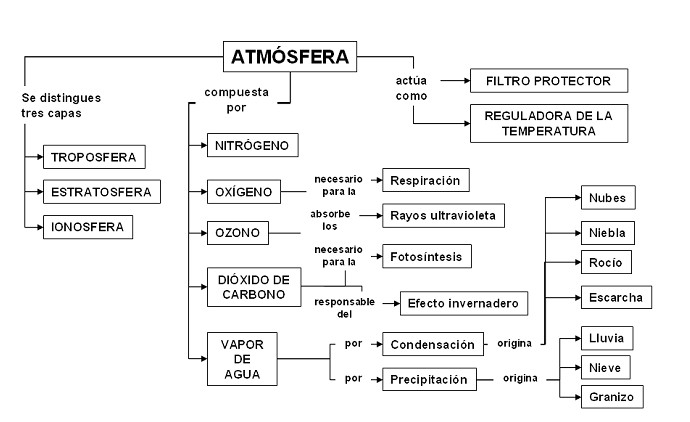 ATMÓSFERA
Se distingues
tres capas
TROPOSFERA
ESTRATOSFERA
IONOSFERA
compuesta
por
NITRÓGENO
OXÍGENO
necesario
para la
Respiración
OZONO
absorbe
los
Rayos ultravioleta
DIÓXIDO DE
CARBONO
necesario
para la
Fotosíntesis
responsable
del
Efecto invernadero
VAPOR
DE
AGUA
por
Condensación
origina
Nubes
Niebla
Rocío
Escarcha
por
Precipitación
origina
Lluvia
Nieve
Granizo
actúa
como
FILTRO PROTECTOR
REGULADORA DE LA
TEMPERATURA